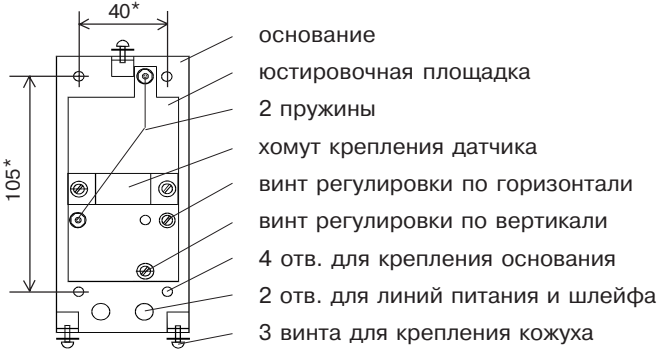 40*
основание
юстировочная площадка
2 пружины
хомут крепления датчика
105*
винт регулировки по горизонтали
винт регулировки по вертикали
4 отв. для крепления основания
2 отв. для линий питания и шлейфа
3 винта для крепления кожуха